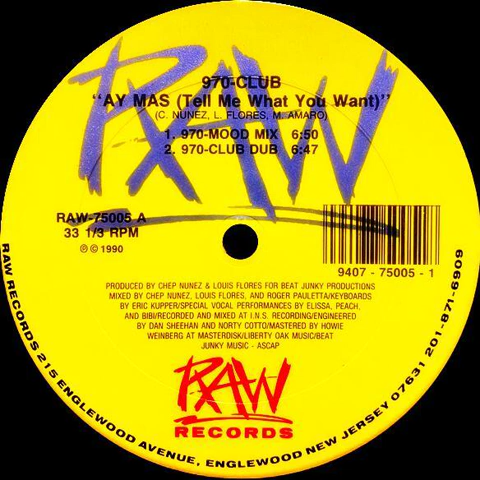 RAW
970-CLUB
"AY MAS (Tell Me What You Want)"
(C. NUNEZ, L. FLORES, M. AMARO)
1. 970-MOOD MIX 6:50
2. 970-CLUB DUB 6:47
RAW-75005 A
33 1/3 RPM
℗ © 1990
9407 - 75005 - 1
PRODUCED BY CHEP NUNEZ & LOUIS FLORES FOR BEAT JUNKY PRODUCTIONS
MIXED BY CHEP NUNEZ, LOUIS FLORES, AND ROGER PAULETTA/KEYBOARDS
BY ERIC KUPPER/SPECIAL VOCAL PERFORMANCES BY ELISSA, PEACH,
AND BIBI/RECORDED AND MIXED AT I.N.S. RECORDING/ENGINEERED
BY DAN SHEEHAN AND NORTY COTTO/MASTERED BY HOWIE
WEINBERG AT MASTERDISK/LIBERTY OAK MUSIC/BEAT
JUNKY MUSIC - ASCAP
RAW
RECORDS
RAW RECORDS 215 ENGLEWOOD AVENUE, ENGLEWOOD NEW JERSEY 07631 201-871-6909